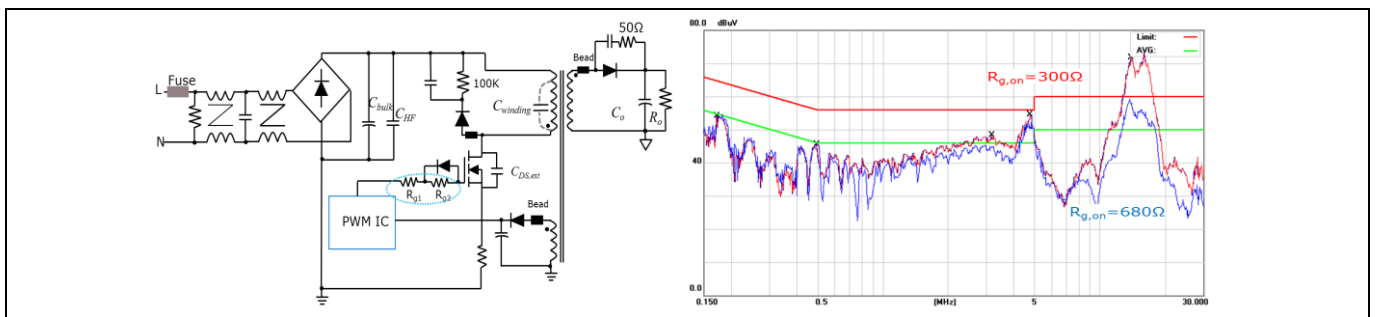 Fuse
L
N
C_bulk
C_HF
100K
C_winding
Bead
50Ω
C_o
R_o
C_DS,ext
R_g1
R_g2
PWM IC
Bead
80.0 dBuV
Limit:
AVG:
R_g,on=300Ω
40
R_g,on=680Ω
0.0
0.150 0.5 (MHz) 5 30.000